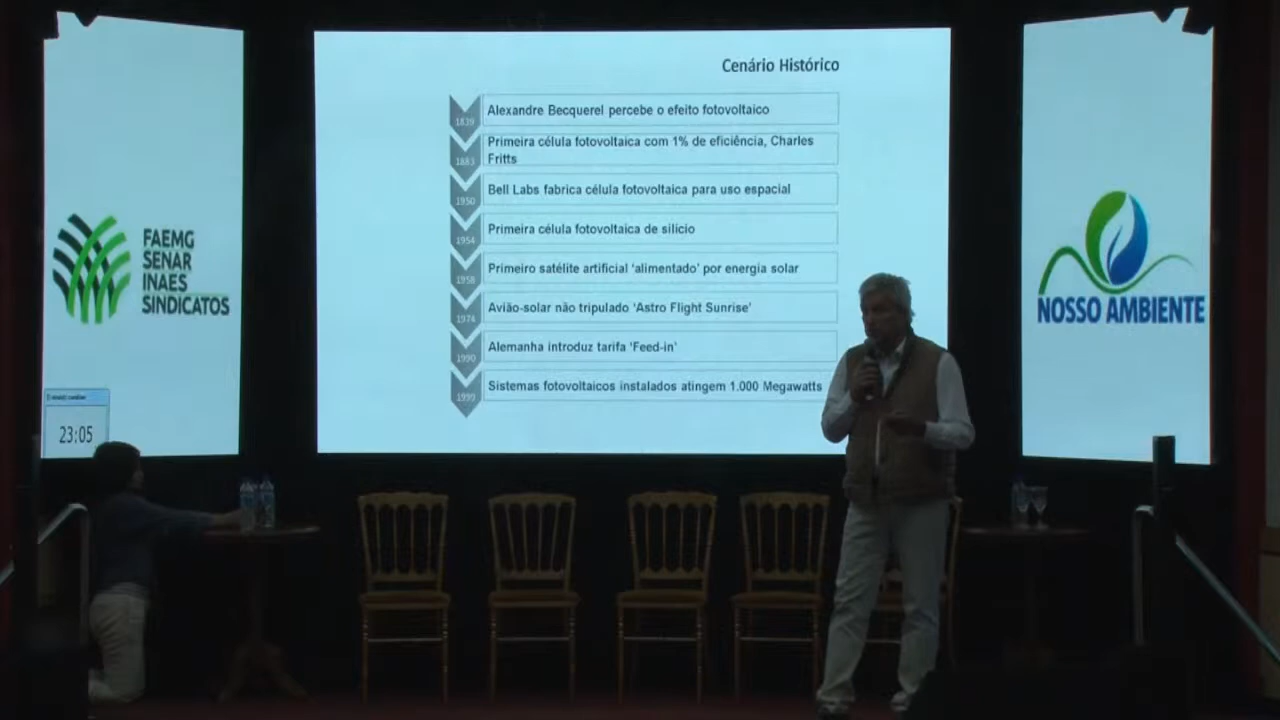 Cenário Histórico
1839
Alexandre Becquerel percebe o efeito fotovoltaico
1883
Primeira célula fotovoltaica com 1% de eficiência, Charles
Fritts
1950
Bell Labs fabrica célula fotovoltaica para uso espacial
1954
Primeira célula fotovoltaica de silício
1958
Primeiro satélite artificial ‘alimentado’ por energia solar
1974
Avião-solar não tripulado ‘Astro Flight Sunrise’
1990
Alemanha introduz tarifa ‘Feed-in’
1999
Sistemas fotovoltaicos instalados atingem 1.000 Megawatts
FAEMG
SENAR
INAES
SINDICATOS
23:05
NOSSO AMBIENTE